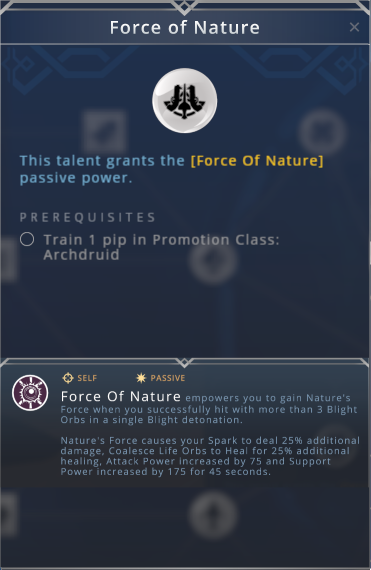 Force of Nature
This talent grants the [Force Of Nature]
passive power.
PREREQUISITES
Train 1 pip in Promotion Class:
Archdruid
SELF PASSIVE
Force Of Nature empowers you to gain Nature's
Force when you successfully hit with more than 3 Blight
Orbs in a single Blight detonation.
Nature's Force causes your Spark to deal 25% additional
damage, Coalesce Life Orbs to Heal for 25% additional
healing, Attack Power increased by 75 and Support
Power increased by 175 for 45 seconds.